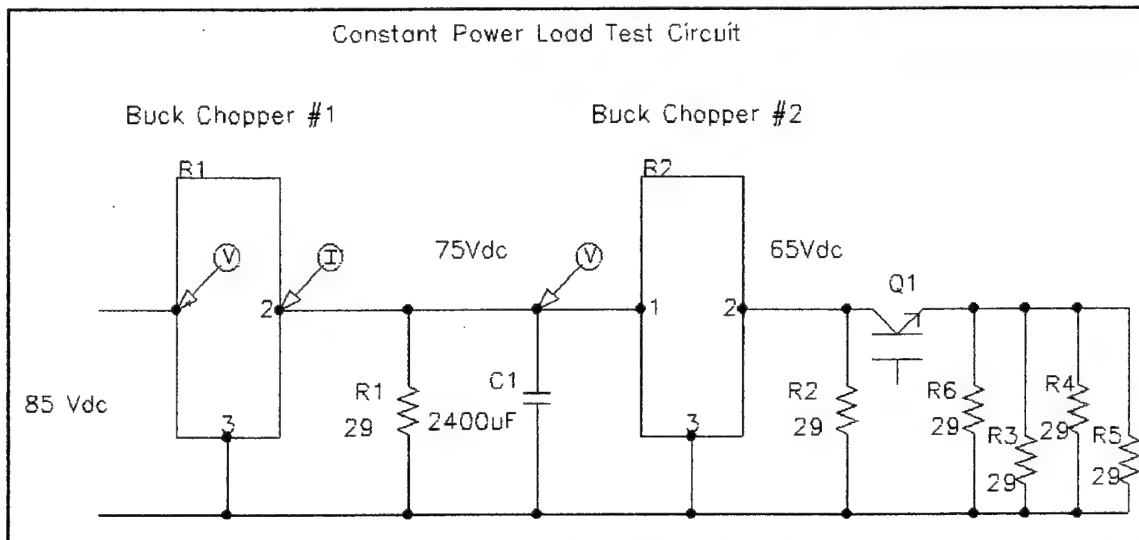 Constant Power Load Test Circuit
Buck Chopper #1
Buck Chopper #2
B1
B2
V
I
75Vdc
V
65Vdc
Q1
2
1
2
85 Vdc
3
R1
29
C1
2400uF
3
R2
29
R6
29
R3
29
R4
29
R5
29